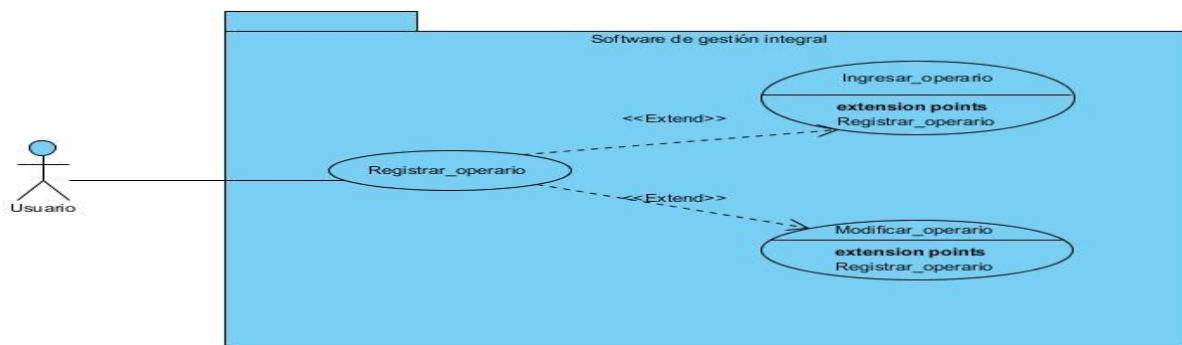 Software de gestión integral
Ingresar_operario
extension points
Registrar_operario
<<Extend>>
Registrar_operario
Usuario
<<Extend>>
Modificar_operario
extension points
Registrar_operario